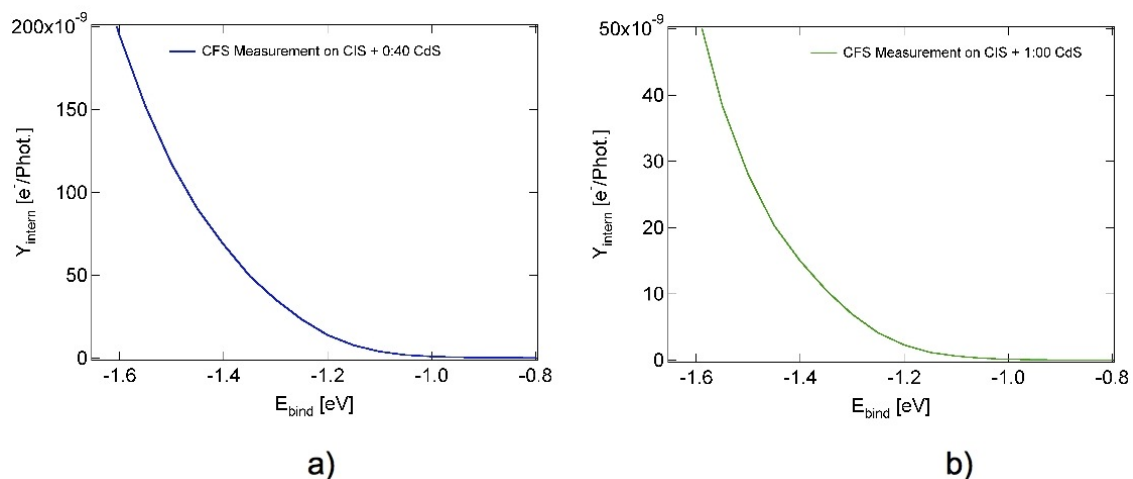 200x10⁻⁹
CFS Measurement on CIS + 0:40 CdS
150
100
50
0
Y_intern [e⁻/Phot.]
-1.6
-1.4
-1.2
-1.0
-0.8
E_bind [eV]
a)
50x10⁻⁹
CFS Measurement on CIS + 1:00 CdS
40
30
20
10
0
Y_intern [e⁻/Phot.]
-1.6
-1.4
-1.2
-1.0
-0.8
E_bind [eV]
b)